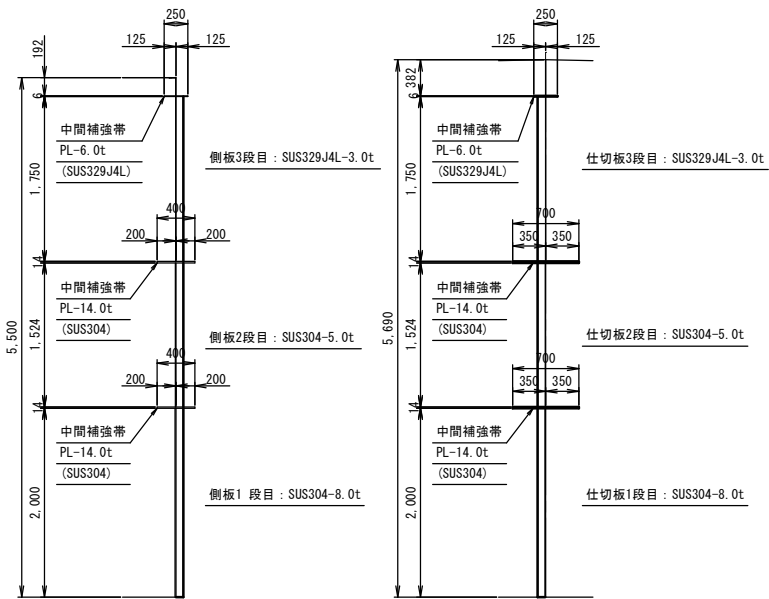 250
125 125
192
6
中間補強帯
PL-6.0t
(SUS329J4L)
側板3段目：SUS329J4L-3.0t
1,750
400
200 200
14
中間補強帯
PL-14.0t
(SUS304)
側板2段目：SUS304-5.0t
5,500
1,524
400
200 200
14
中間補強帯
PL-14.0t
(SUS304)
側板1 段目：SUS304-8.0t
2,000
250
125 125
382
6
中間補強帯
PL-6.0t
(SUS329J4L)
仕切板3段目：SUS329J4L-3.0t
1,750
700
350 350
14
中間補強帯
PL-14.0t
(SUS304)
仕切板2段目：SUS304-5.0t
5,690
1,524
700
350 350
14
中間補強帯
PL-14.0t
(SUS304)
仕切板1段目：SUS304-8.0t
2,000